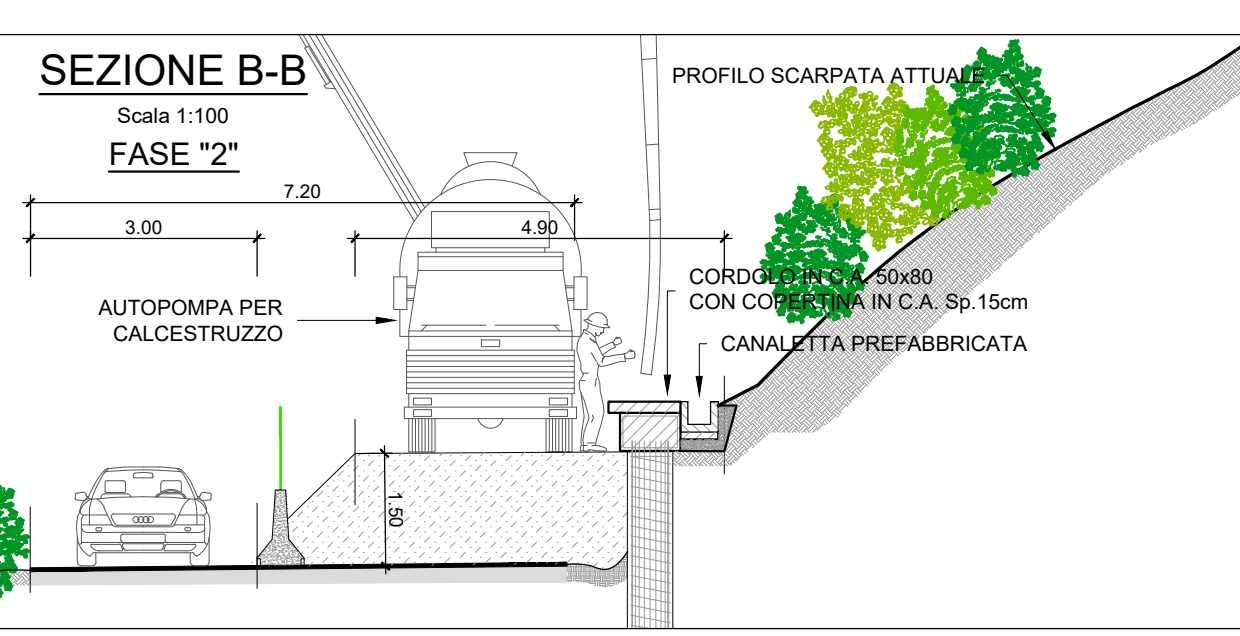 SEZIONE B-B
Scala 1:100
FASE "2"
PROFILO SCARPATA ATTUALE
7.20
3.00
4.90
CORDOLO IN C.A. 50x80
CON COPERTINA IN C.A. Sp.15cm
AUTOPOMPA PER
CALCESTRUZZO
CANALETTA PREFABBRICATA
1.50